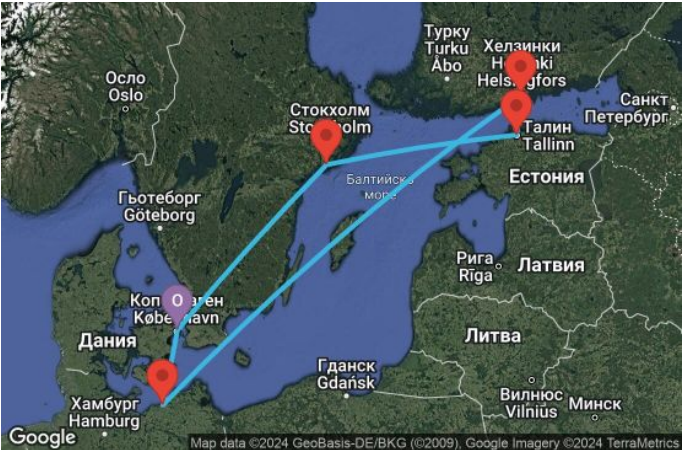 Турку
Turku
Åbo
Хелзинки
Helsinki
Helsingfors
Осло
Oslo
Стокхолм
Stockholm
Санкт
Петербург
Талин
Tallinn
Балтийско
море
Естония
Гьотеборг
Göteborg
Рига
Rīga
Латвия
O
København
Дания
Литва
Гданск
Gdańsk
Вилнюс
Vilnius
Минск
Хамбург
Hamburg
Google
Map data ©2024 GeoBasis-DE/BKG (©2009), Google Imagery ©2024 TerraMetrics